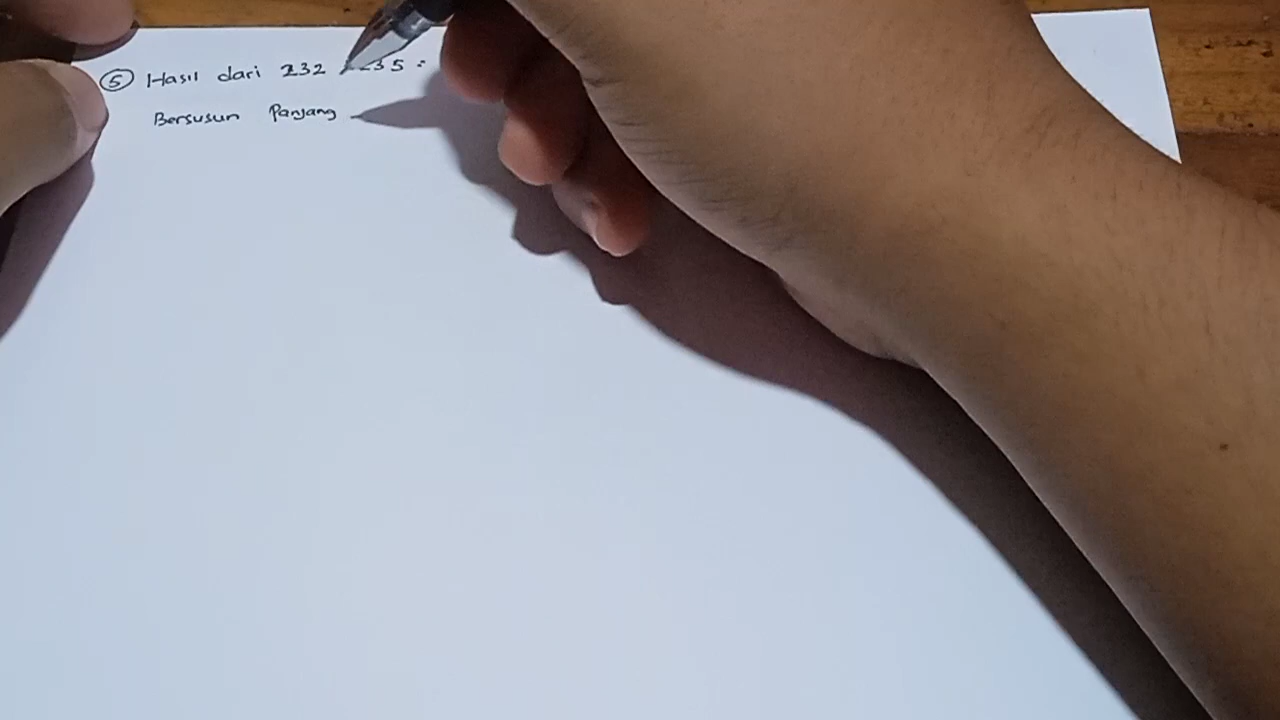 ⑤ Hasil dari 232 35 =
Bersusun Panjang